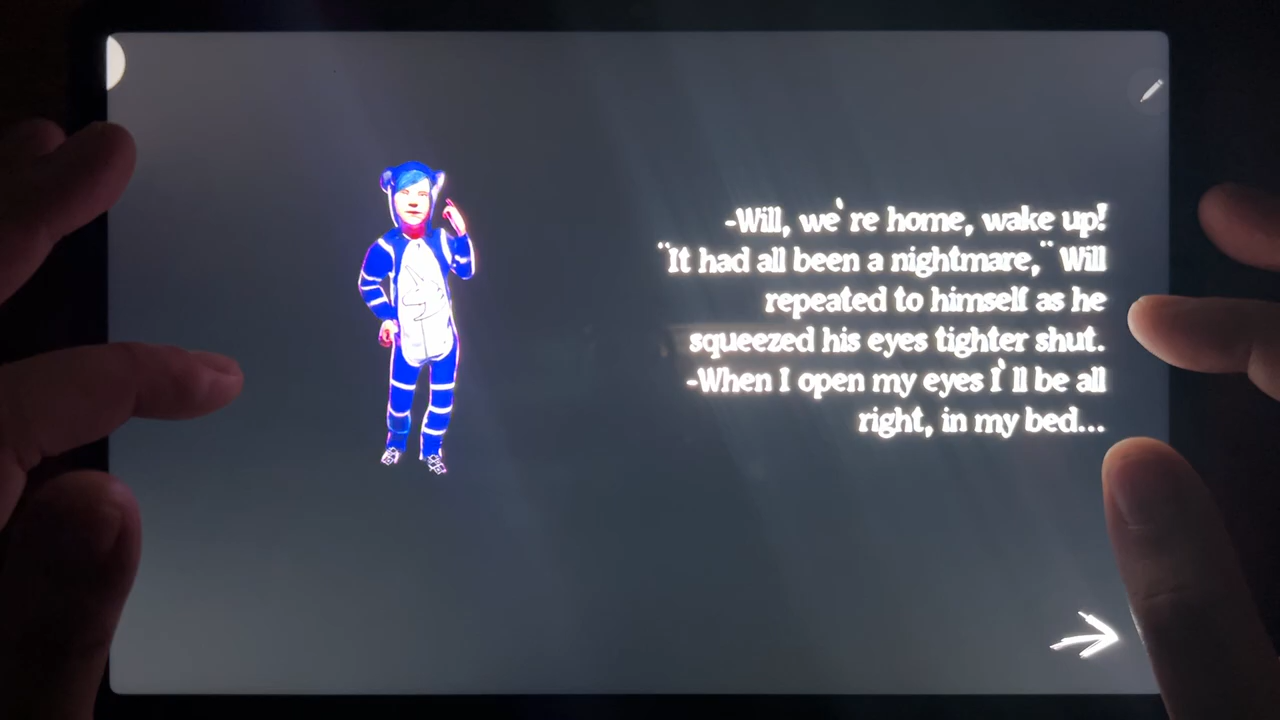 -Will, we`re home, wake up!
¨It had all been a nightmare,¨ Will
repeated to himself as he
squeezed his eyes tighter shut.
-When I open my eyes I`ll be all
right, in my bed...